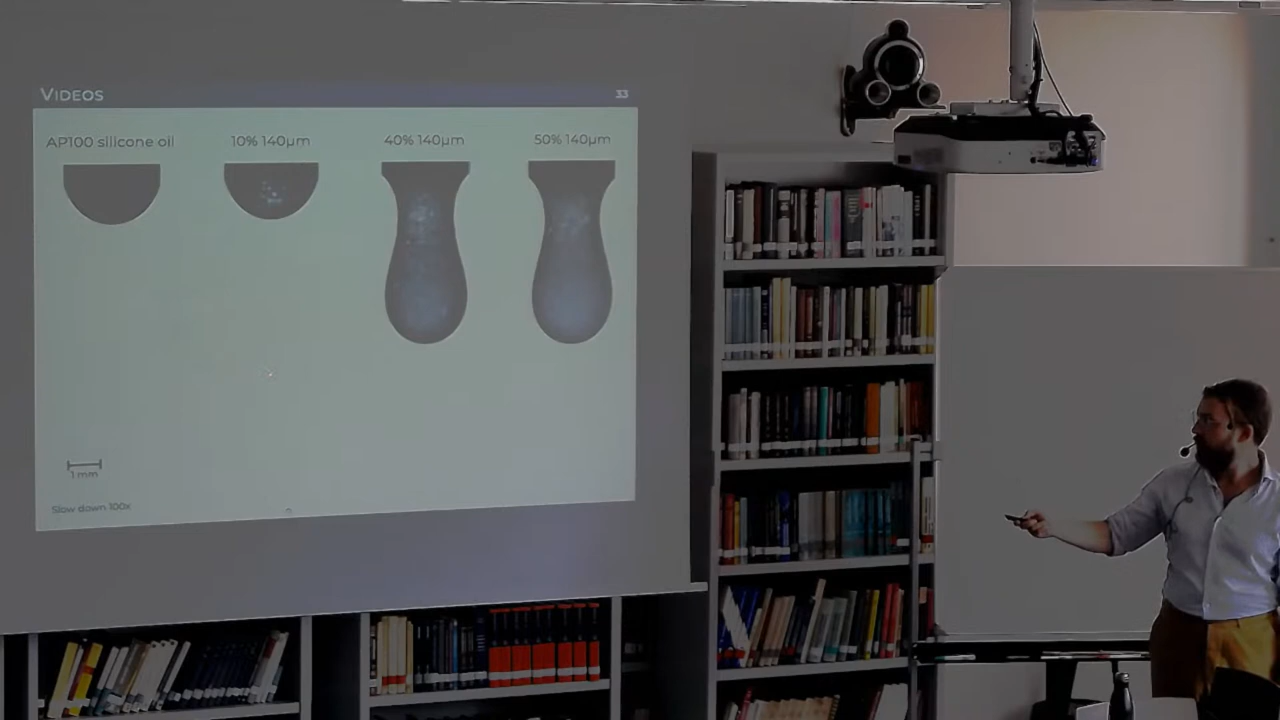 VIDEOS 33
AP100 silicone oil 10% 140µm 40% 140µm 50% 140µm
1 mm
Slow down 100x